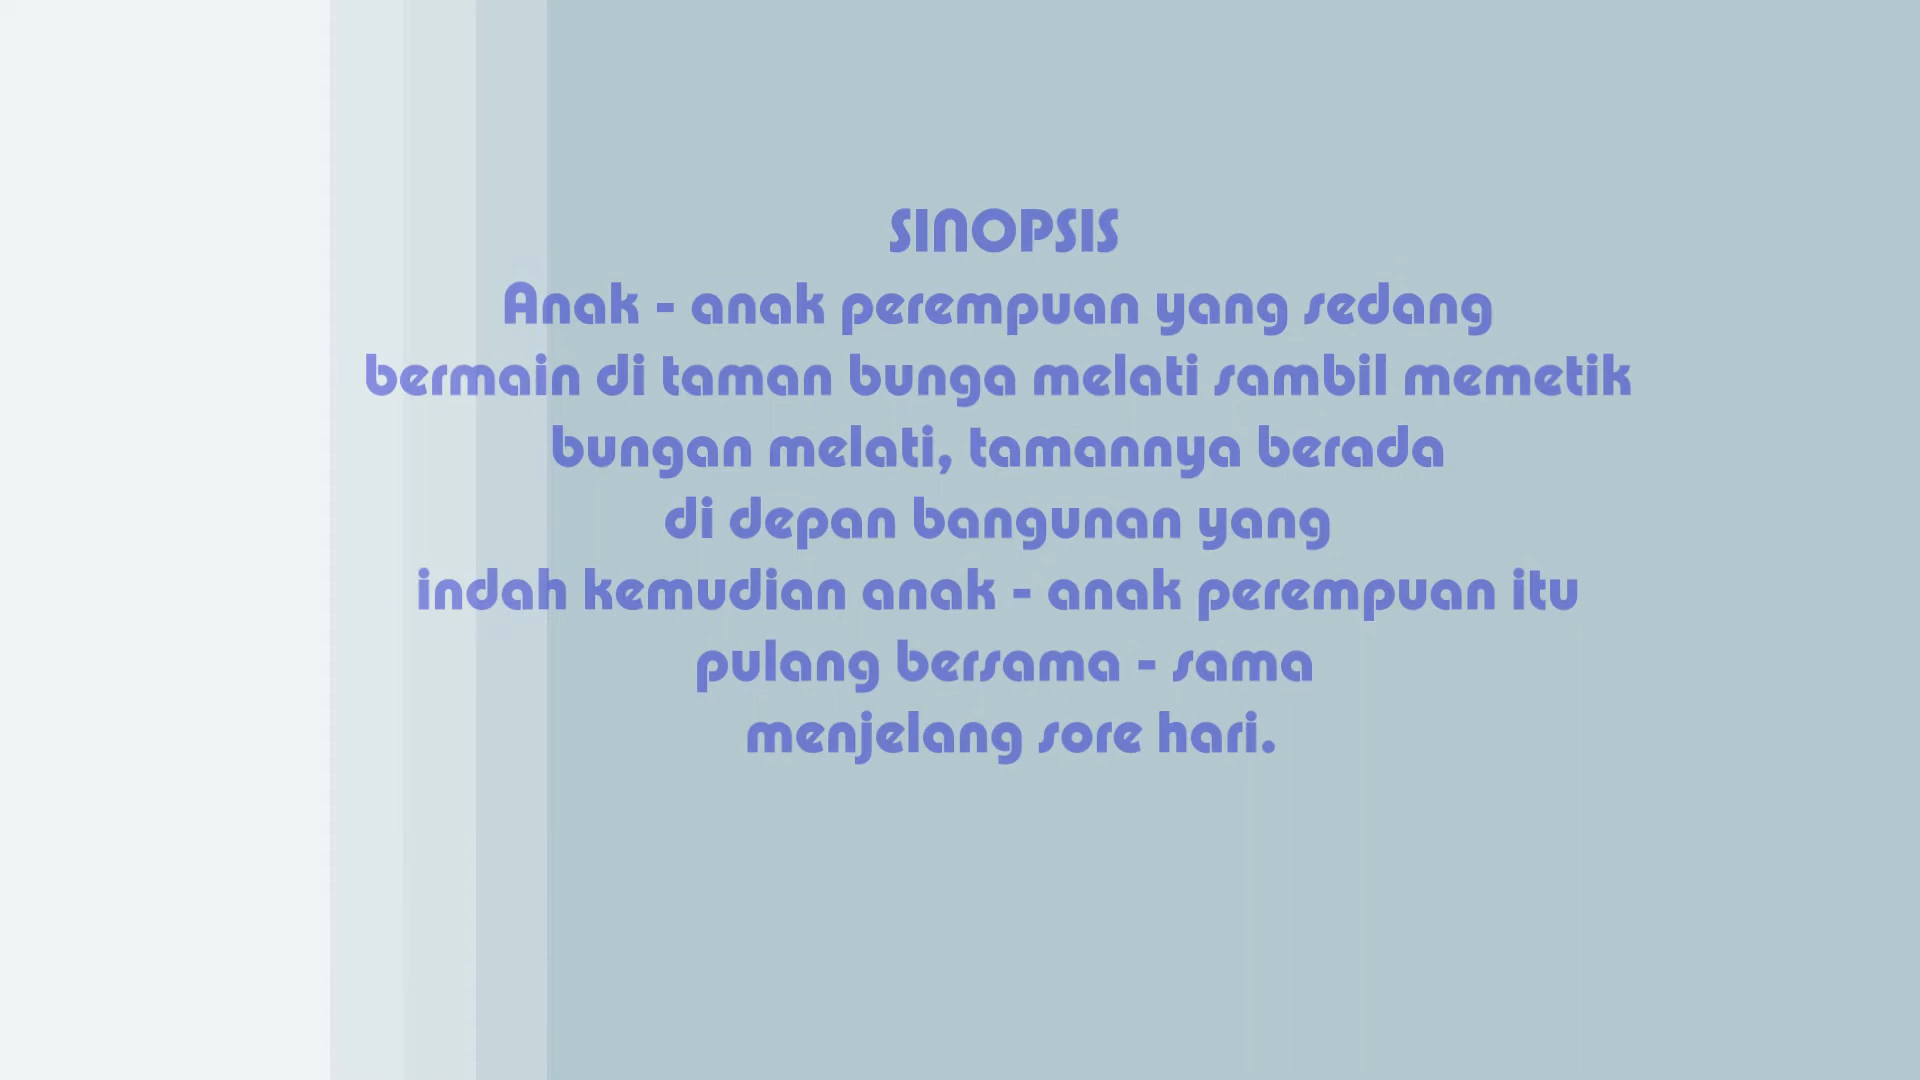 SINOPSIS
Anak - anak perempuan yang sedang
bermain di taman bunga melati sambil memetik
bungan melati, tamannya berada
di depan bangunan yang
indah kemudian anak - anak perempuan itu
pulang bersama - sama
menjelang sore hari.